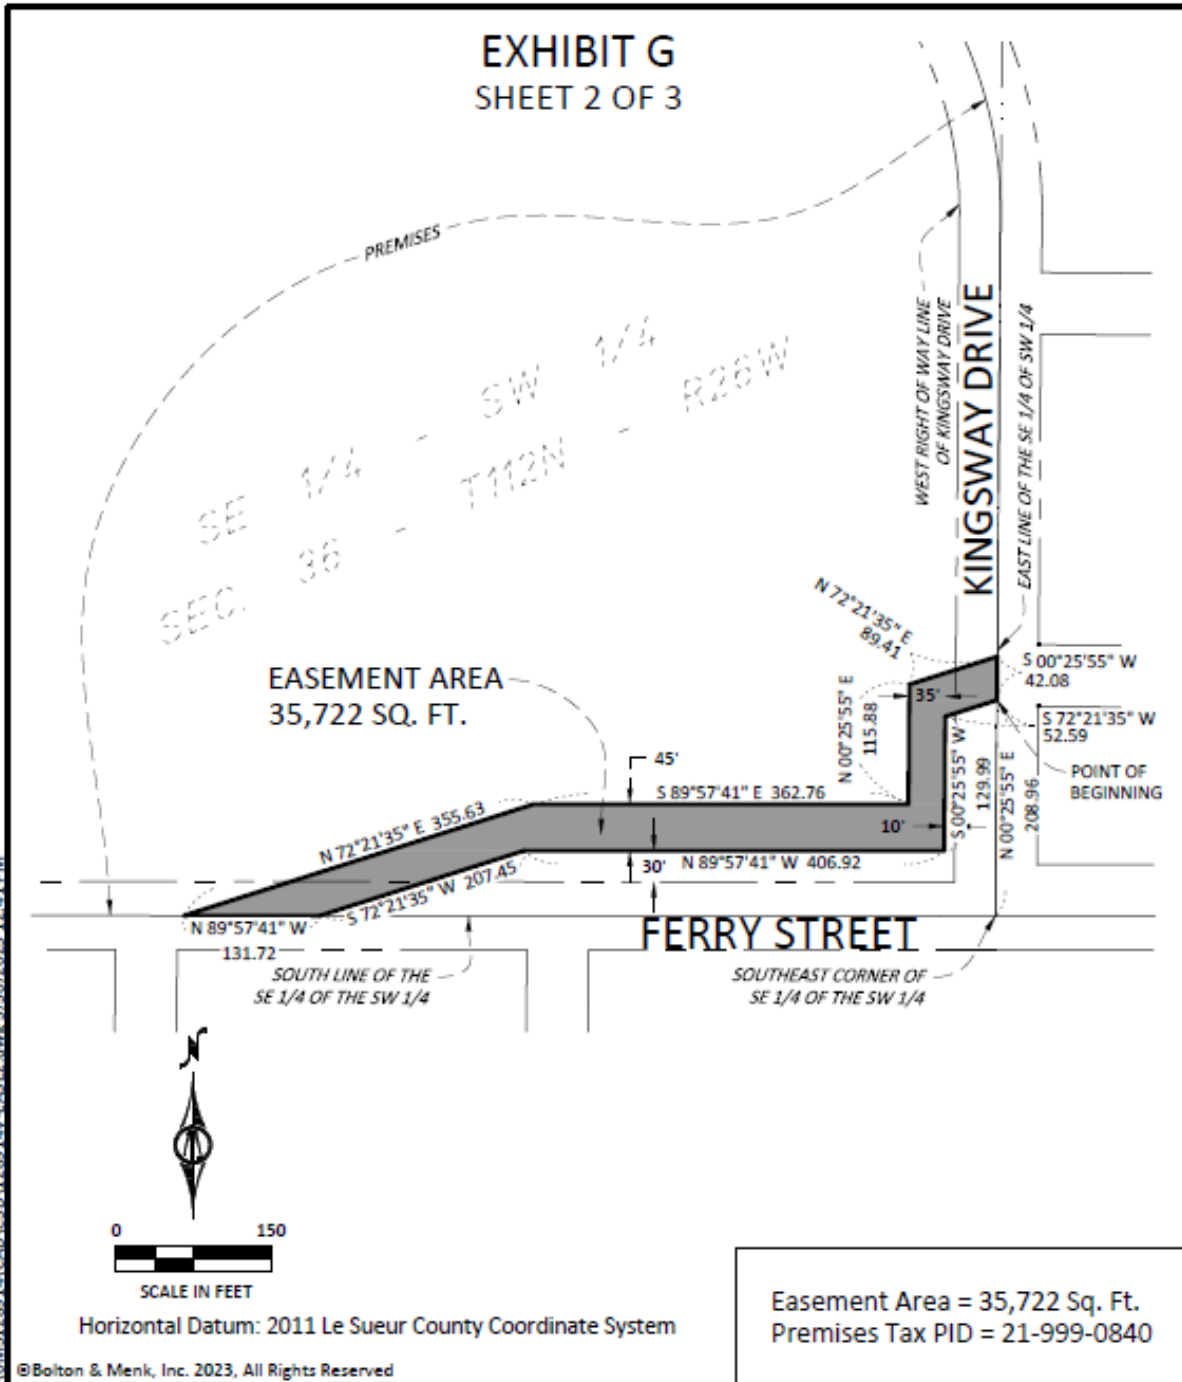 EXHIBIT G
SHEET 2 OF 3
PREMISES
SE 1/4 - SW 1/4
SEC. 36 - T112N - R26W
WEST RIGHT OF WAY LINE
OF KINGSWAY DRIVE
KINGSWAY DRIVE
EAST LINE OF THE SE 1/4 OF SW 1/4
N 72°21'35" E
89.41
S 00°25'55" W
42.08
35'
S 72°21'35" W
52.59
POINT OF
BEGINNING
N 00°25'55" E
115.88
S 00°25'55" W
129.99
N 00°25'55" E
208.96
EASEMENT AREA
35,722 SQ. FT.
45'
S 89°57'41" E 362.76
10'
N 72°21'35" E 355.63
S 72°21'35" W 207.45
30'
N 89°57'41" W 406.92
N 89°57'41" W
131.72
FERRY STREET
SOUTH LINE OF THE
SE 1/4 OF THE SW 1/4
SOUTHEAST CORNER OF
SE 1/4 OF THE SW 1/4
N
0 150
SCALE IN FEET
Horizontal Datum: 2011 Le Sueur County Coordinate System
©Bolton & Menk, Inc. 2023, All Rights Reserved
Easement Area = 35,722 Sq. Ft.
Premises Tax PID = 21-999-0840